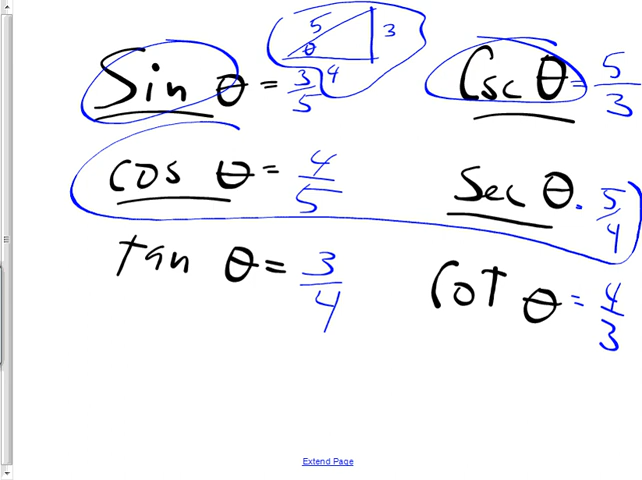 5
θ
3
4
Sin θ = 3/5
Csc θ = 5/3
cos θ = 4/5
Sec θ . 5/4
tan θ = 3/4
Cot θ = 4/3
Extend Page